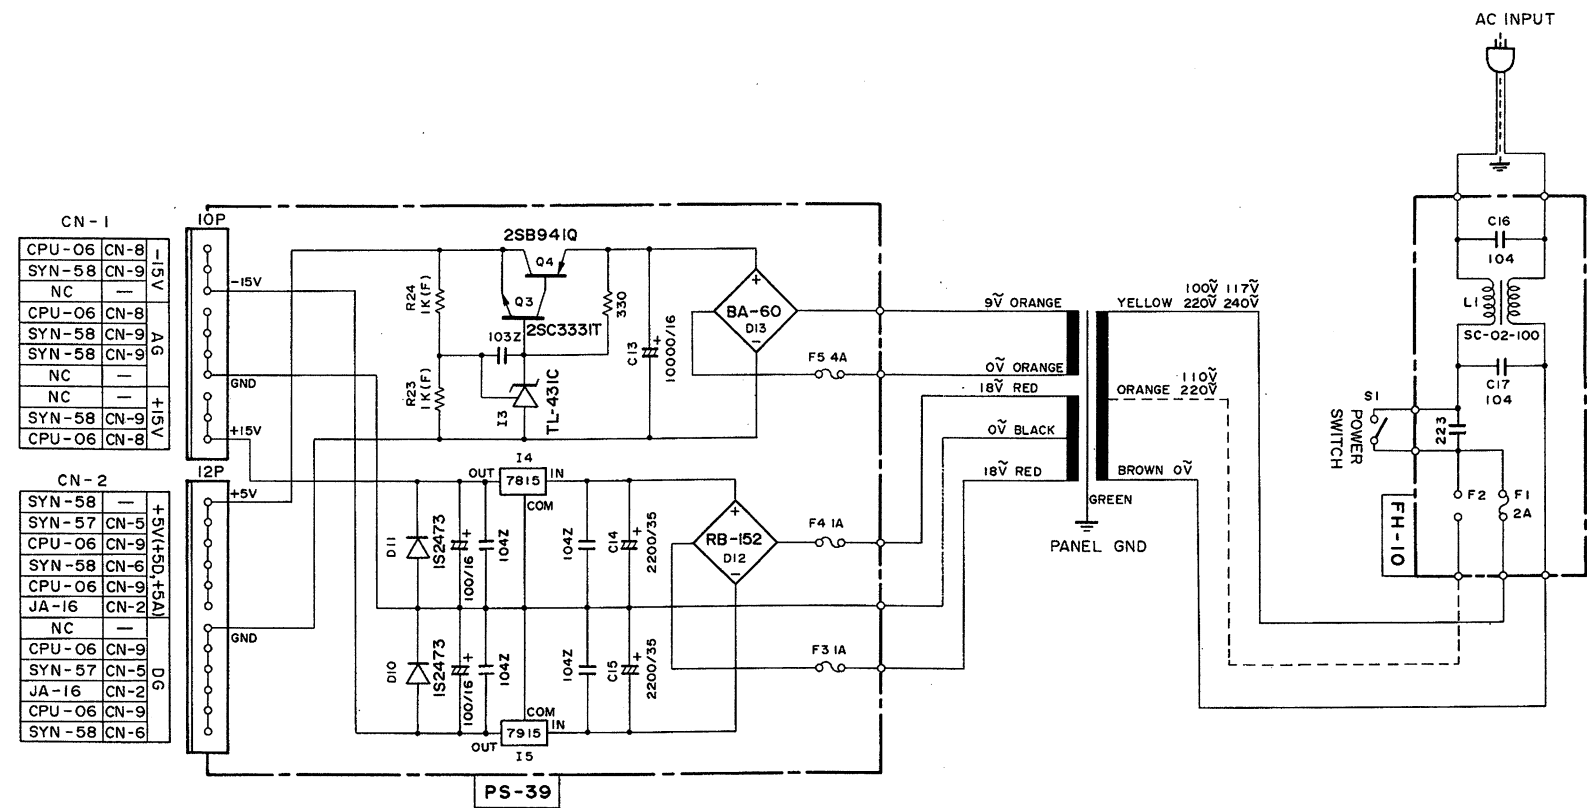 AC INPUT
CN-1
10P
CPU-06 CN-8
SYN-58 CN-9
NC —
-15V
CPU-06 CN-8
SYN-58 CN-9
SYN-58 CN-9
NC —
AG
NC —
SYN-58 CN-9
CPU-06 CN-8
+15V
-15V
GND
+15V
CN-2
12P
SYN-58 —
SYN-57 CN-5
CPU-06 CN-9
SYN-58 CN-6
CPU-06 CN-9
JA-16 CN-2
+5V(+5D,+5A)
NC —
CPU-06 CN-9
SYN-57 CN-5
JA-16 CN-2
CPU-06 CN-9
SYN-58 CN-6
DG
+5V
GND
2SB941Q
Q4
Q3
2SC3331T
R24
1K(F)
R23
1K(F)
103Z
I3
TL-431C
330
C13
10000/16
+
+
BA-60
D13
−
F5 4A
I4
OUT 7815 IN
COM
D11
1S2473
100/16
+
104Z
104Z
C14
2200/35
+
+
RB-152
D12
−
F4 1A
D10
1S2473
100/16
+
104Z
104Z
C15
2200/35
+
F3 1A
COM
OUT 7915 IN
I5
PS-39
9V~ ORANGE
0V~ ORANGE
18V~ RED
0V~ BLACK
18V~ RED
YELLOW 100V~ 117V~
220V~ 240V~
ORANGE 110V~
220V~
BROWN 0V~
GREEN
PANEL GND
C16
104
L1
SC-02-100
C17
104
S1
POWER
SWITCH
223
F2
F1
2A
FH-10